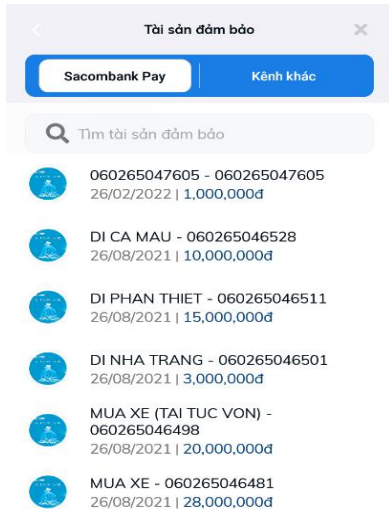 Tài sản đảm bảo
Sacombank Pay
Kênh khác
Tìm tài sản đảm bảo
060265047605 - 060265047605
26/02/2022 | 1,000,000đ
DI CA MAU - 060265046528
26/08/2021 | 10,000,000đ
DI PHAN THIET - 060265046511
26/08/2021 | 15,000,000đ
DI NHA TRANG - 060265046501
26/08/2021 | 3,000,000đ
MUA XE (TAI TUC VON) -
060265046498
26/08/2021 | 20,000,000đ
MUA XE - 060265046481
26/08/2021 | 28,000,000đ